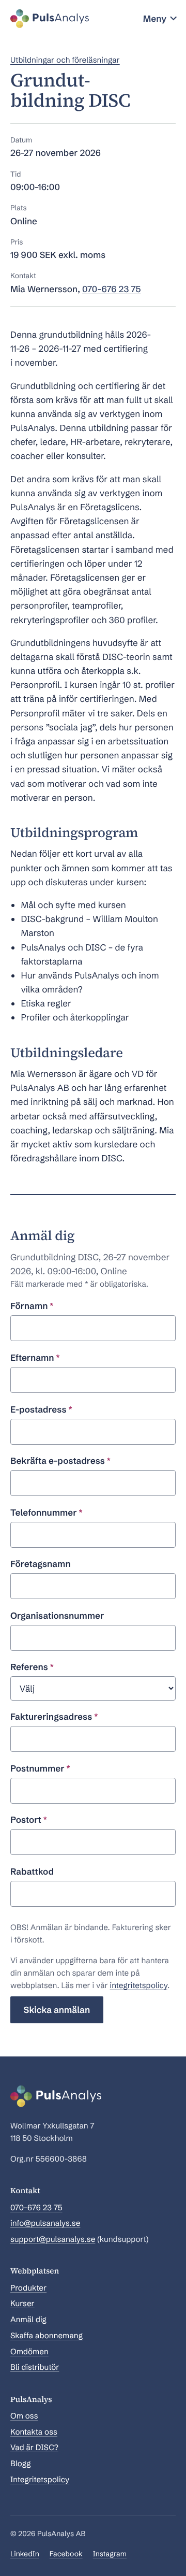 PulsAnalys
Meny
Utbildningar och föreläsningar
Grundut-
bildning DISC
Datum
26-27 november 2026
Tid
09:00-16:00
Plats
Online
Pris
19 900 SEK exkl. moms
Kontakt
Mia Wernersson, 070-676 23 75
Denna grundutbildning hålls 2026-
11-26 – 2026-11-27 med certifiering
i november.
Grundutbildning och certifiering är det
första som krävs för att man fullt ut skall
kunna använda sig av verktygen inom
PulsAnalys. Denna utbildning passar för
chefer, ledare, HR-arbetare, rekryterare,
coacher eller konsulter.
Det andra som krävs för att man skall
kunna använda sig av verktygen inom
PulsAnalys är en Företagslicens.
Avgiften för Företagslicensen är
anpassad efter antal anställda.
Företagslicensen startar i samband med
certifieringen och löper under 12
månader. Företagslicensen ger er
möjlighet att göra obegränsat antal
personprofiler, teamprofiler,
rekryteringsprofiler och 360 profiler.
Grundutbildningens huvudsyfte är att
deltagarna skall förstå DISC-teorin samt
kunna utföra och återkoppla s.k.
Personprofil. I kursen ingår 10 st. profiler
att träna på inför certifieringen. Med
Personprofil mäter vi tre saker. Dels en
persons ”sociala jag”, dels hur personen
i fråga anpassar sig i en arbetssituation
och slutligen hur personen anpassar sig
i en pressad situation. Vi mäter också
vad som motiverar och vad som inte
motiverar en person.
Utbildningsprogram
Nedan följer ett kort urval av alla
punkter och ämnen som kommer att tas
upp och diskuteras under kursen:
Mål och syfte med kursen
DISC-bakgrund – William Moulton
Marston
PulsAnalys och DISC – de fyra
faktorstaplarna
Hur används PulsAnalys och inom
vilka områden?
Etiska regler
Profiler och återkopplingar
Utbildningsledare
Mia Wernersson är ägare och VD för
PulsAnalys AB och har lång erfarenhet
med inriktning på sälj och marknad. Hon
arbetar också med affärsutveckling,
coaching, ledarskap och säljträning. Mia
är mycket aktiv som kursledare och
föredragshållare inom DISC.
Anmäl dig
Grundutbildning DISC, 26-27 november
2026, kl. 09:00-16:00, Online
Fält markerade med * är obligatoriska.
Förnamn *
Efternamn *
E-postadress *
Bekräfta e-postadress *
Telefonnummer *
Företagsnamn
Organisationsnummer
Referens *
Välj
Faktureringsadress *
Postnummer *
Postort *
Rabattkod
OBS! Anmälan är bindande. Fakturering sker
i förskott.
Vi använder uppgifterna bara för att hantera
din anmälan och sparar dem inte på
webbplatsen. Läs mer i vår integritetspolicy.
Skicka anmälan
PulsAnalys
Wollmar Yxkullsgatan 7
118 50 Stockholm
Org.nr 556600-3868
Kontakt
070-676 23 75
info@pulsanalys.se
support@pulsanalys.se (kundsupport)
Webbplatsen
Produkter
Kurser
Anmäl dig
Skaffa abonnemang
Omdömen
Bli distributör
PulsAnalys
Om oss
Kontakta oss
Vad är DISC?
Blogg
Integritetspolicy
© 2026 PulsAnalys AB
LinkedIn Facebook Instagram